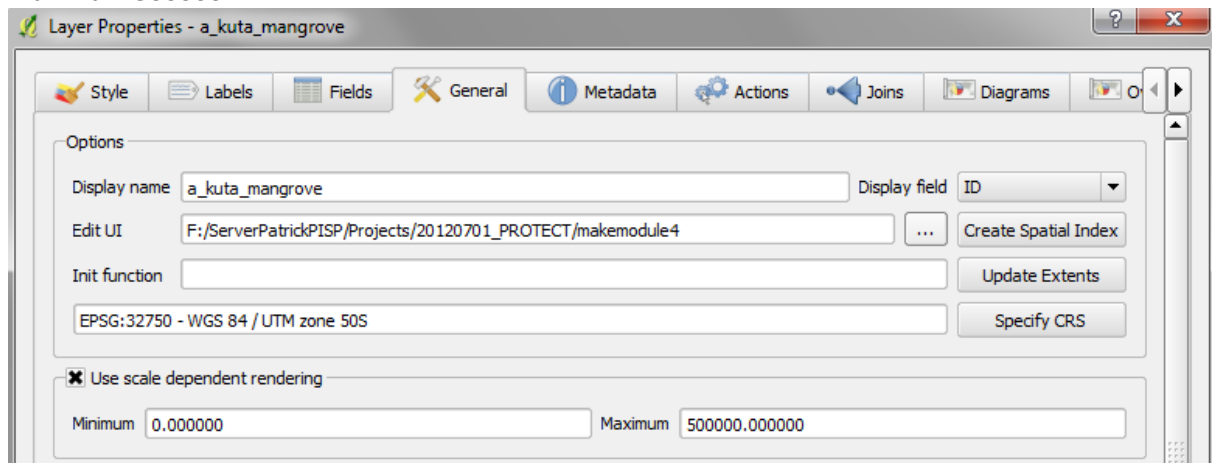 Layer Properties - a_kuta_mangrove
Style Labels Fields General Metadata Actions Joins Diagrams
Options
Display name a_kuta_mangrove Display field ID
Edit UI F:/ServerPatrickPISP/Projects/20120701_PROTECT/makemodule4 ... Create Spatial Index
Init function Update Extents
EPSG:32750 - WGS 84 / UTM zone 50S Specify CRS
Use scale dependent rendering
Minimum 0.000000 Maximum 500000.000000